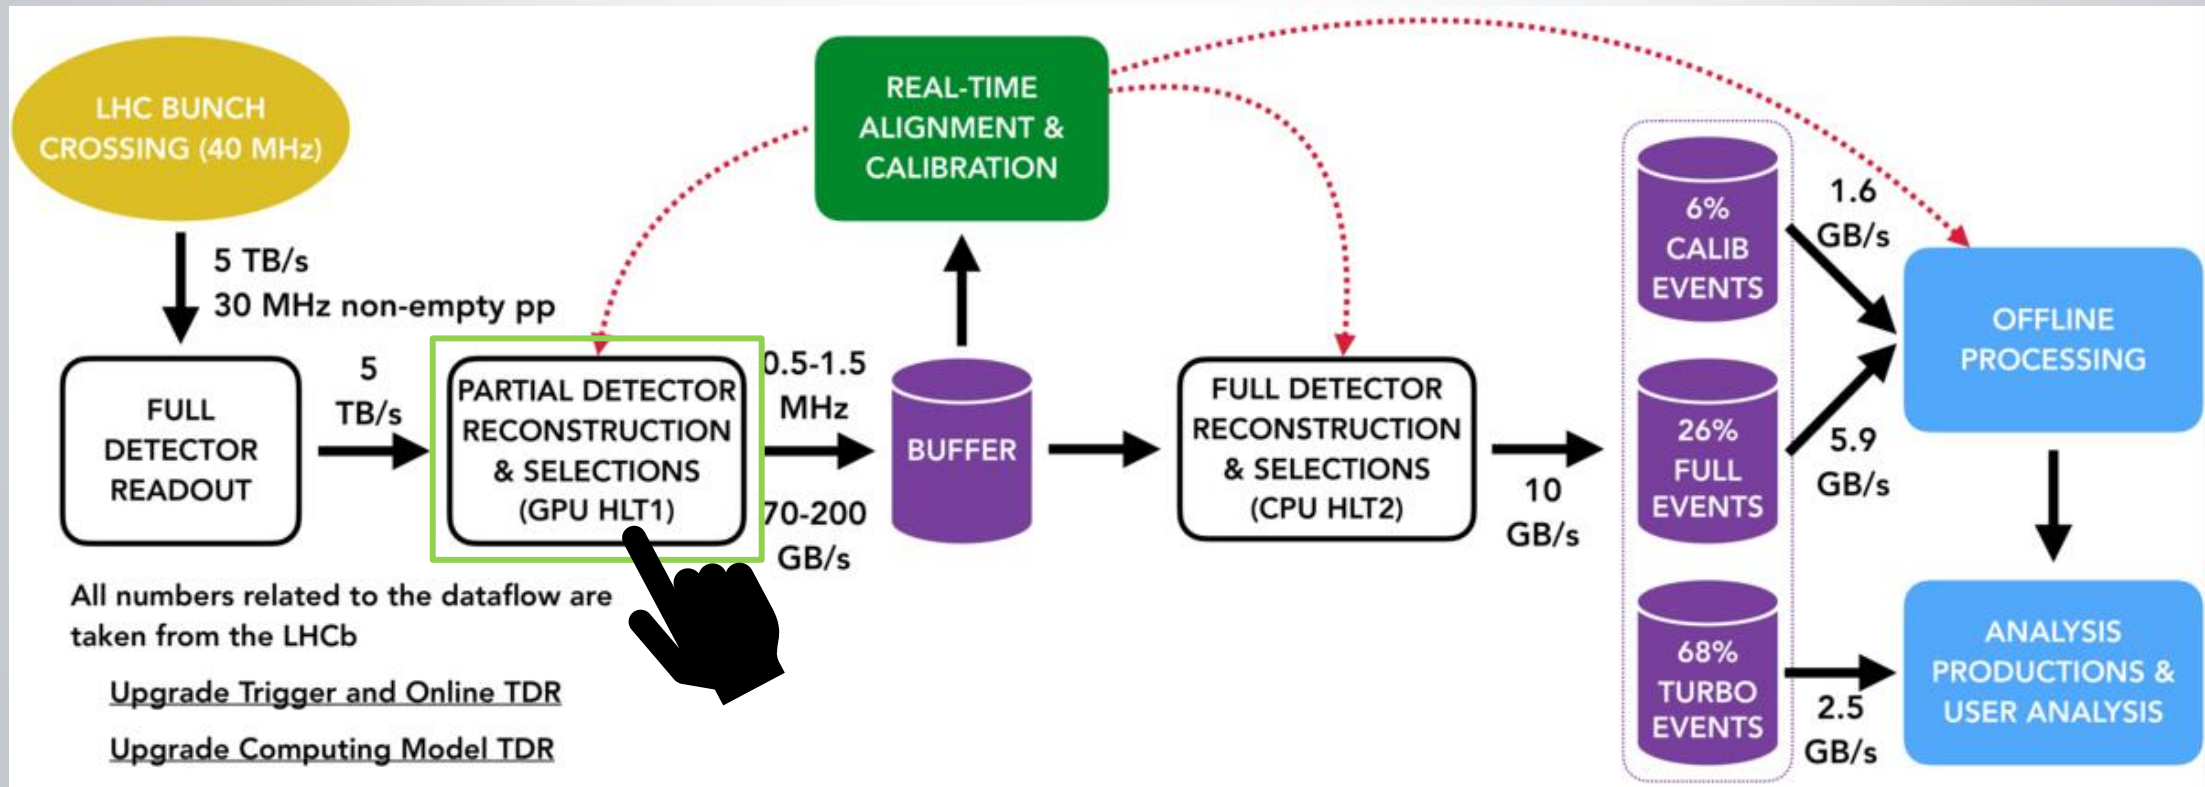 LHC BUNCH
CROSSING (40 MHz)
5 TB/s
30 MHz non-empty pp
FULL
DETECTOR
READOUT
5
TB/s
PARTIAL DETECTOR
RECONSTRUCTION
& SELECTIONS
(GPU HLT1)
0.5-1.5
MHz
70-200
GB/s
REAL-TIME
ALIGNMENT &
CALIBRATION
BUFFER
FULL DETECTOR
RECONSTRUCTION
& SELECTIONS
(CPU HLT2)
10
GB/s
6%
CALIB
EVENTS
1.6
GB/s
26%
FULL
EVENTS
5.9
GB/s
68%
TURBO
EVENTS
2.5
GB/s
OFFLINE
PROCESSING
ANALYSIS
PRODUCTIONS &
USER ANALYSIS
All numbers related to the dataflow are
taken from the LHCb
Upgrade Trigger and Online TDR
Upgrade Computing Model TDR